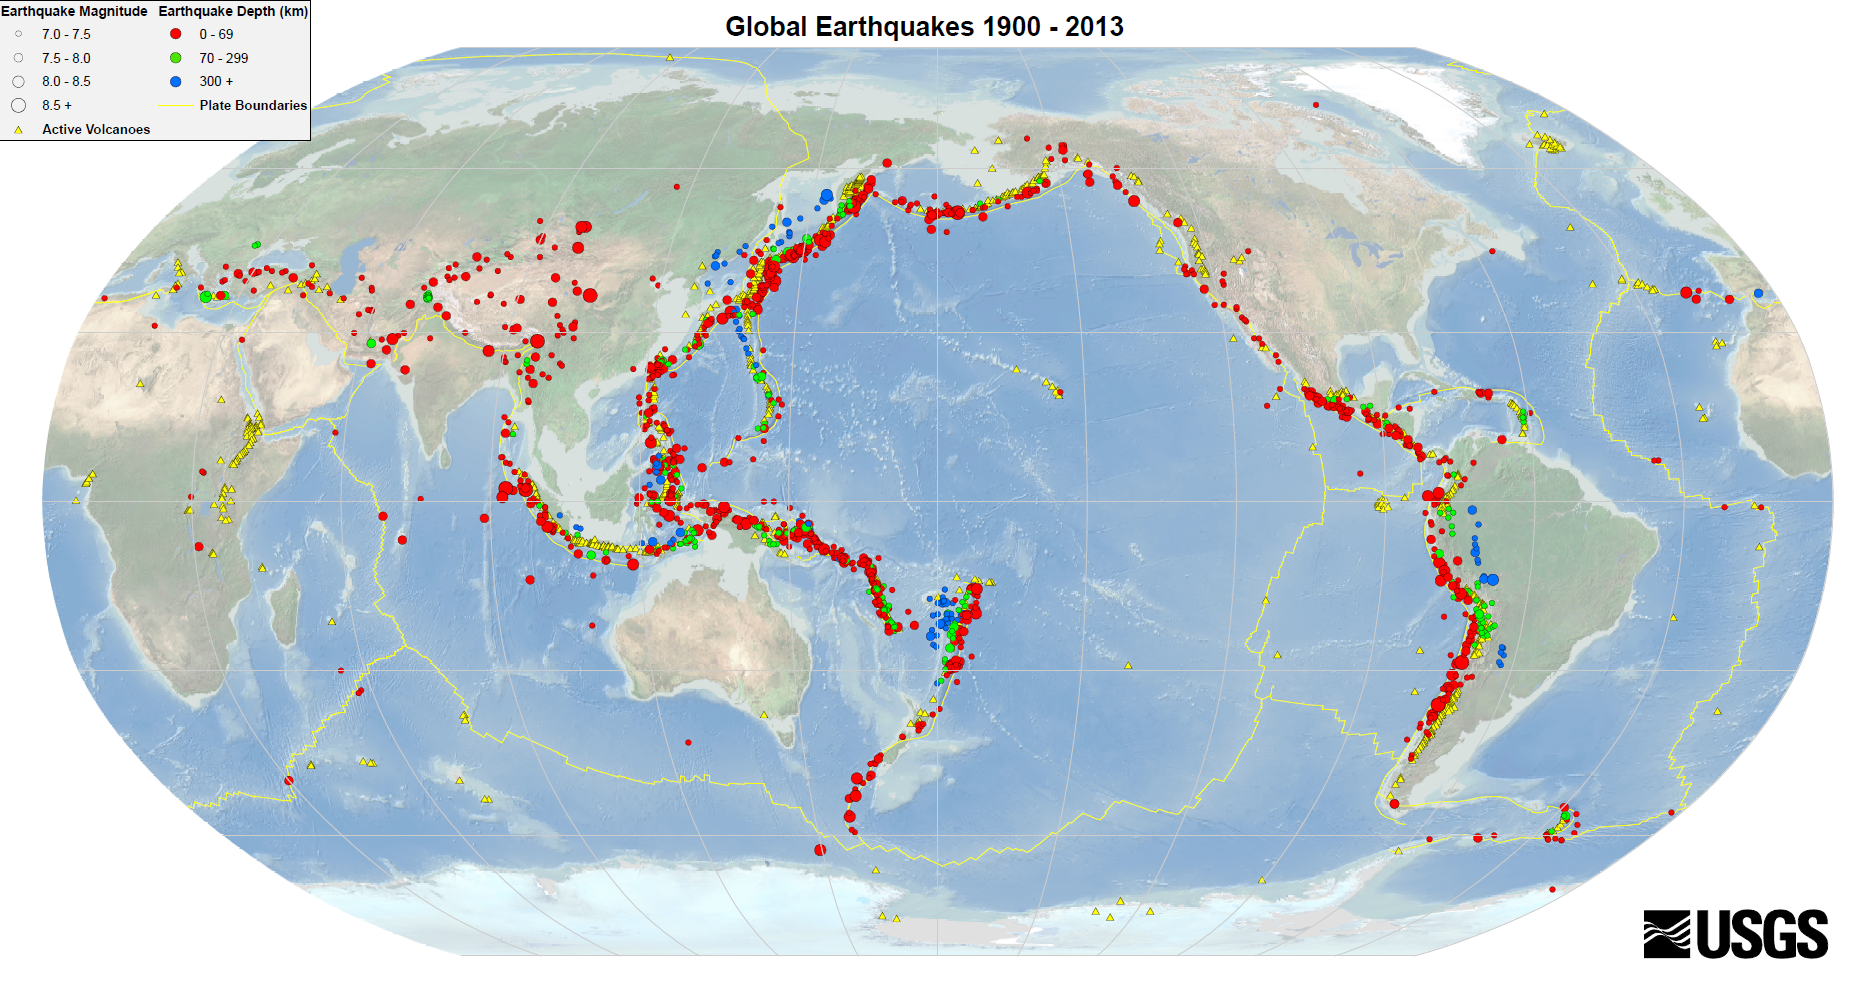 Global Earthquakes 1900 - 2013
Earthquake Magnitude Earthquake Depth (km)
7.0 - 7.5 0 - 69
7.5 - 8.0 70 - 299
8.0 - 8.5 300 +
8.5 + Plate Boundaries
Active Volcanoes
USGS